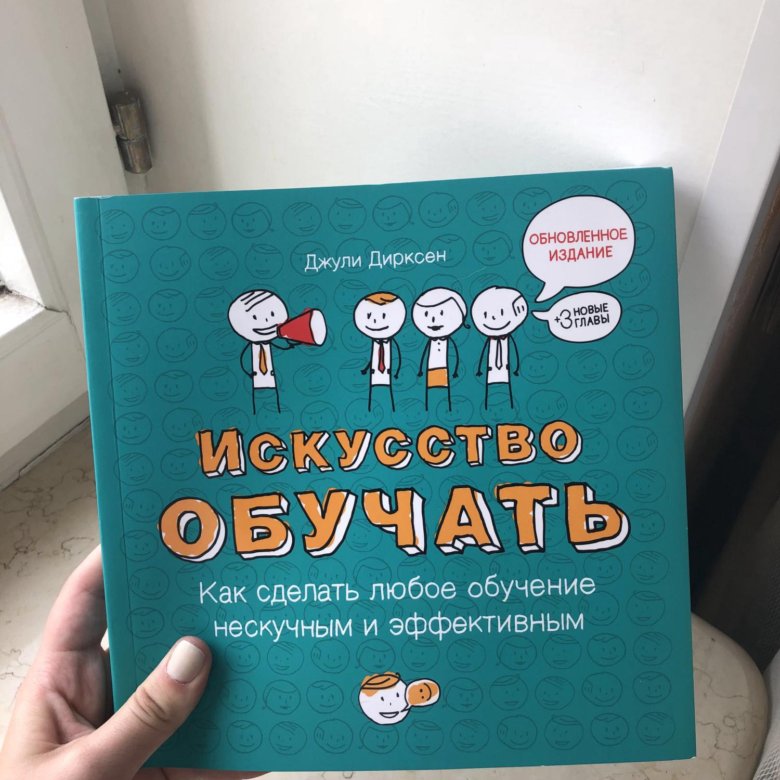 Джули Дирксен
ОБНОВЛЕННОЕ
ИЗДАНИЕ
+3 НОВЫЕ
ГЛАВЫ
ИСКУССТВО
ОБУЧАТЬ
Как сделать любое обучение
нескучным и эффективным